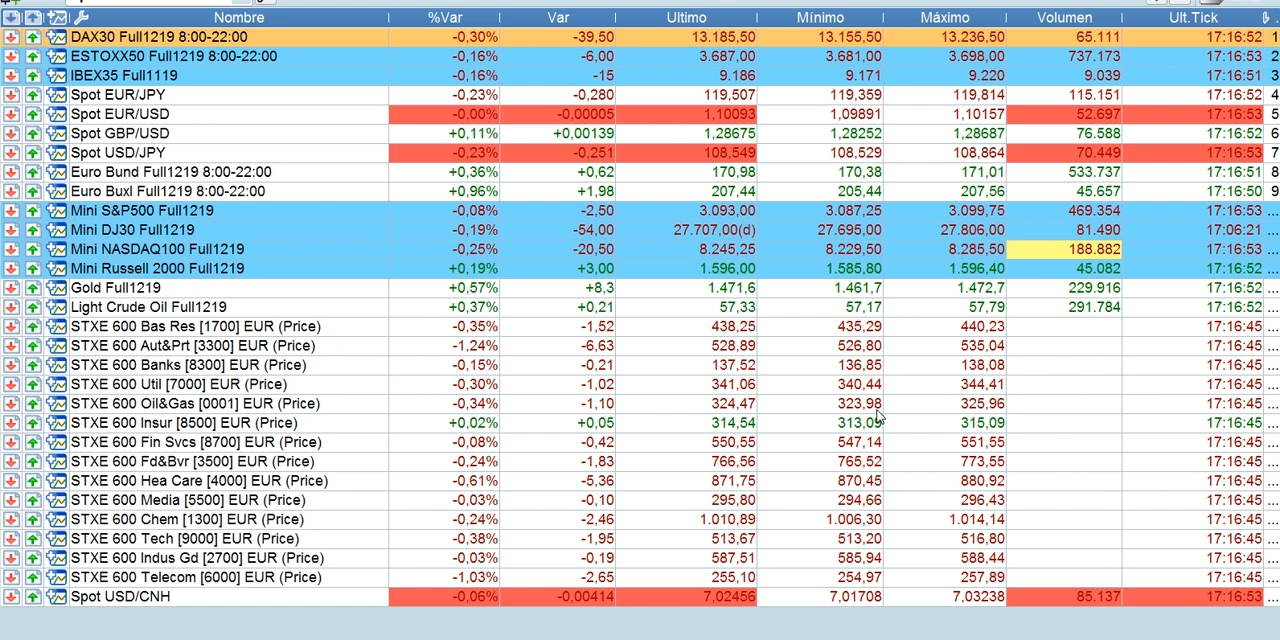 Nombre %Var Var Ultimo Mínimo Máximo Volumen Ult.Tick
DAX30 Full1219 8:00-22:00 -0,30% -39,50 13.185,50 13.155,50 13.236,50 65.111 17:16:52 1
ESTOXX50 Full1219 8:00-22:00 -0,16% -6,00 3.687,00 3.681,00 3.698,00 737.173 17:16:51 2
IBEX35 Full1119 -0,16% -15 9.186 9.171 9.220 9.039 17:16:51 3
Spot EUR/JPY -0,23% -0,280 119,507 119,359 119,814 115.151 17:16:52 4
Spot EUR/USD -0,00% -0,00005 1,10093 1,09891 1,10157 52.697 17:16:53 5
Spot GBP/USD +0,11% +0,00139 1,28675 1,28252 1,28687 76.588 17:16:52 6
Spot USD/JPY -0,23% -0,251 108,549 108,529 108,864 70.449 17:16:53 7
Euro Bund Full1219 8:00-22:00 +0,36% +0,62 170,98 170,38 171,01 533.737 17:16:51 8
Euro Buxl Full1219 8:00-22:00 +0,96% +1,98 207,44 205,44 207,56 45.657 17:16:50 9
Mini S&P500 Full1219 -0,08% -2,50 3.093,00 3.087,25 3.099,75 469.354 17:16:53 ...
Mini DJ30 Full1219 -0,19% -54,00 27.707,00(d) 27.695,00 27.806,00 81.490 17:06:21 ...
Mini NASDAQ100 Full1219 -0,25% -20,50 8.245,25 8.229,50 8.285,50 188.882 17:16:53 ...
Mini Russell 2000 Full1219 +0,19% +3,00 1.596,00 1.585,80 1.596,40 45.082 17:16:52 ...
Gold Full1219 +0,57% +8,3 1.471,6 1.461,7 1.472,7 229.916 17:16:52 ...
Light Crude Oil Full1219 +0,37% +0,21 57,33 57,17 57,79 291.784 17:16:52 ...
STXE 600 Bas Res [1700] EUR (Price) -0,35% -1,52 438,25 435,29 440,23 17:16:45 ...
STXE 600 Aut&Prt [3300] EUR (Price) -1,24% -6,63 528,89 526,80 535,04 17:16:45 ...
STXE 600 Banks [8300] EUR (Price) -0,15% -0,21 137,52 136,85 138,08 17:16:45 ...
STXE 600 Util [7000] EUR (Price) -0,30% -1,02 341,06 340,44 344,41 17:16:45 ...
STXE 600 Oil&Gas [0001] EUR (Price) -0,34% -1,10 324,47 323,98 325,96 17:16:45 ...
STXE 600 Insur [8500] EUR (Price) +0,02% +0,05 314,54 313,09 315,09 17:16:45 ...
STXE 600 Fin Svcs [8700] EUR (Price) -0,08% -0,42 550,55 547,14 551,55 17:16:45 ...
STXE 600 Fd&Bvr [3500] EUR (Price) -0,24% -1,83 766,56 765,52 773,55 17:16:45 ...
STXE 600 Hea Care [4000] EUR (Price) -0,61% -5,36 871,75 870,45 880,92 17:16:45 ...
STXE 600 Media [5500] EUR (Price) -0,03% -0,10 295,80 294,66 296,43 17:16:45 ...
STXE 600 Chem [1300] EUR (Price) -0,24% -2,46 1.010,89 1.006,30 1.014,14 17:16:45 ...
STXE 600 Tech [9000] EUR (Price) -0,38% -1,95 513,67 513,20 516,80 17:16:45 ...
STXE 600 Indus Gd [2700] EUR (Price) -0,03% -0,19 587,51 585,94 588,44 17:16:45 ...
STXE 600 Telecom [6000] EUR (Price) -1,03% -2,65 255,10 254,97 257,89 17:16:45 ...
Spot USD/CNH -0,06% -0,00414 7,02456 7,01708 7,03238 85.137 17:16:53 ...